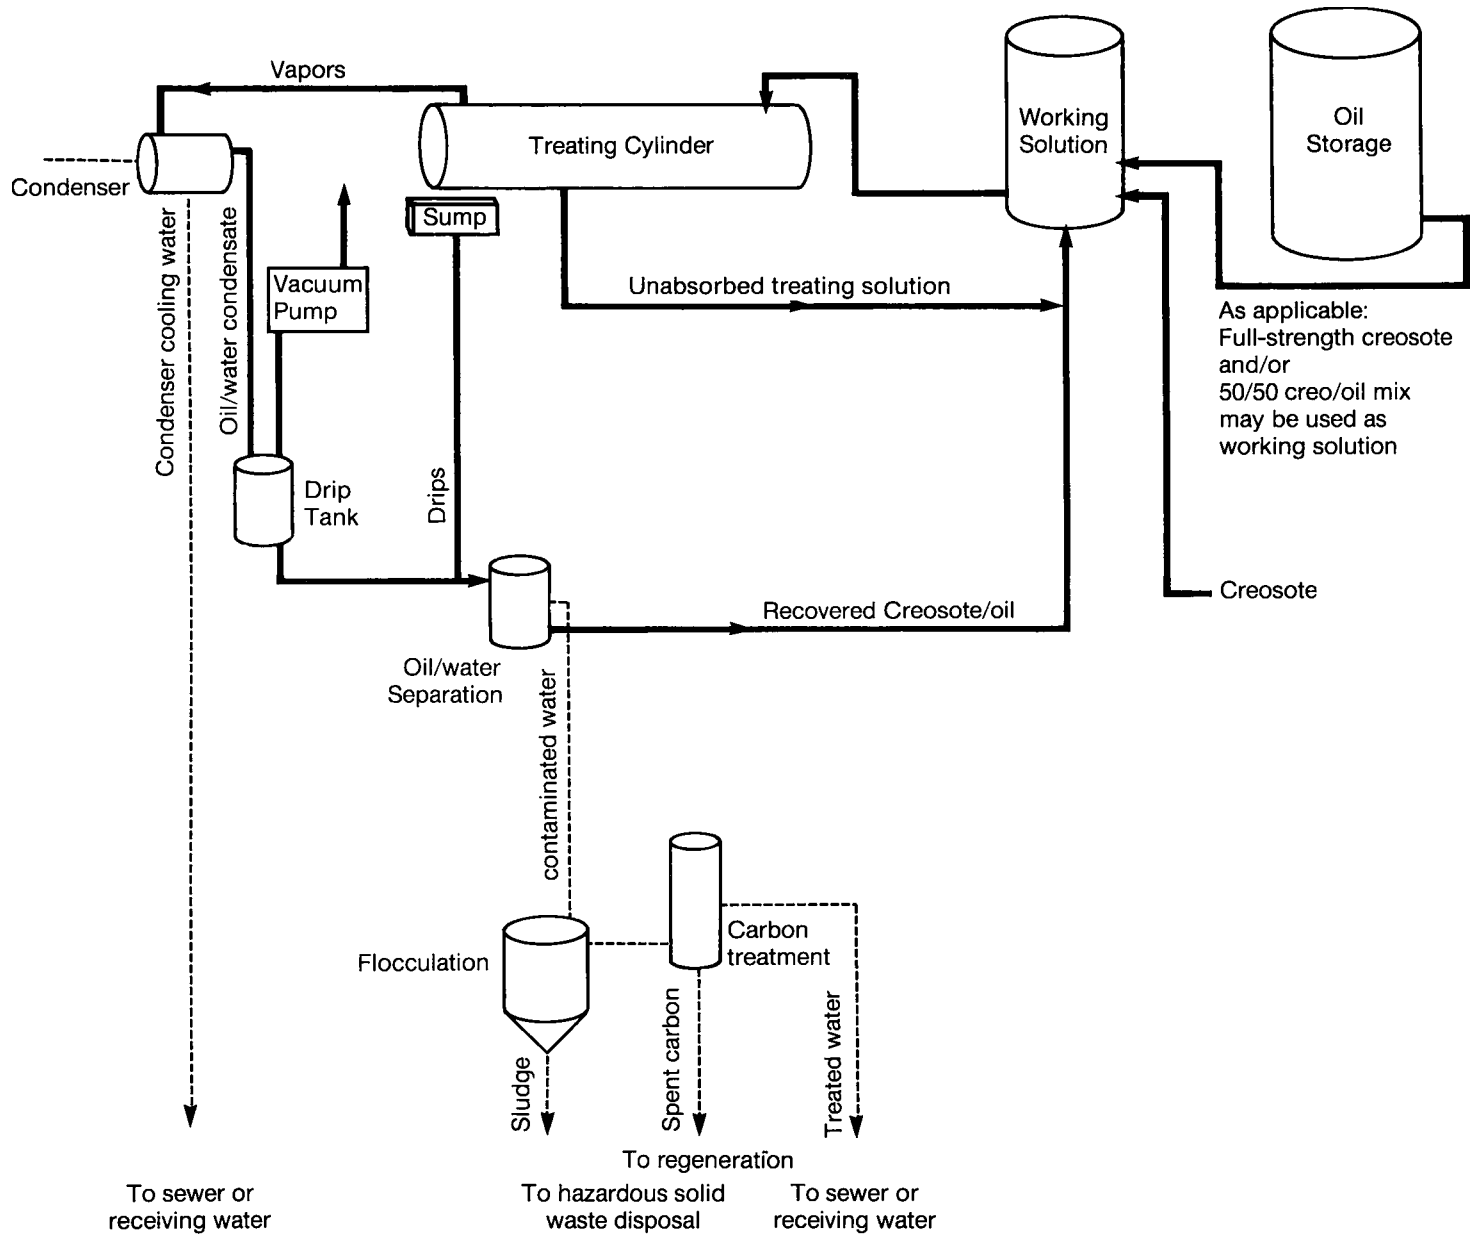 Vapors
Treating Cylinder
Working
Solution
Oil
Storage
Condenser
Sump
Condenser cooling water
Oil/water condensate
Vacuum
Pump
Unabsorbed treating solution
As applicable:
Full-strength creosote
and/or
50/50 creo/oil mix
may be used as
working solution
Drip
Tank
Drips
Creosote
Recovered Creosote/oil
Oil/water
Separation
contaminated water
Flocculation
Carbon
treatment
Sludge
Spent carbon
Treated water
To regeneration
To sewer or
receiving water
To hazardous solid
waste disposal
To sewer or
receiving water